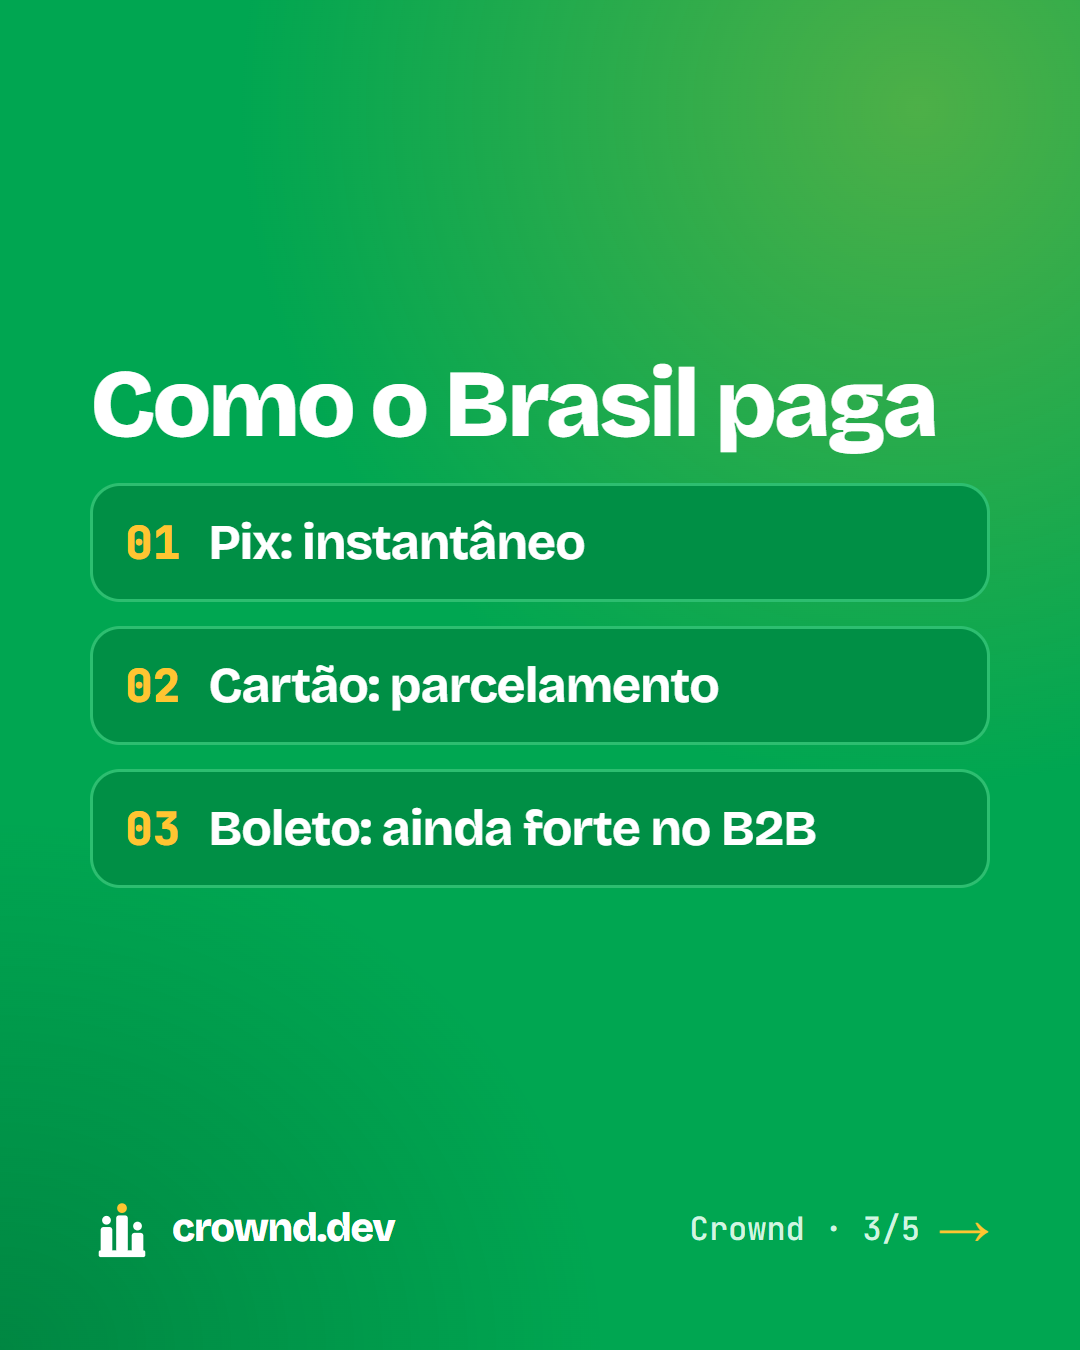 Como o Brasil paga
01 Pix: instantâneo
02 Cartão: parcelamento
03 Boleto: ainda forte no B2B
crownd.dev
Crownd · 3/5 →